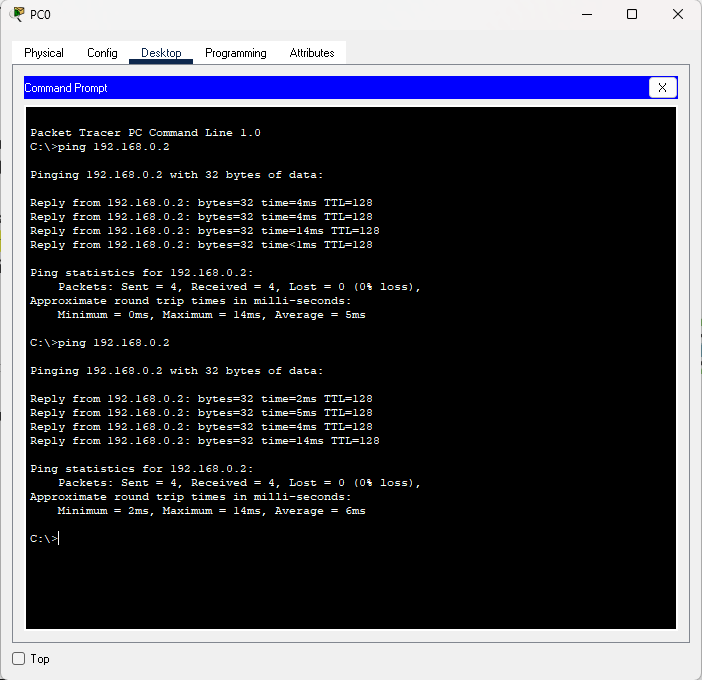 PC0
Physical Config Desktop Programming Attributes
Command Prompt X
Packet Tracer PC Command Line 1.0
C:\>ping 192.168.0.2
Pinging 192.168.0.2 with 32 bytes of data:
Reply from 192.168.0.2: bytes=32 time=4ms TTL=128
Reply from 192.168.0.2: bytes=32 time=4ms TTL=128
Reply from 192.168.0.2: bytes=32 time=14ms TTL=128
Reply from 192.168.0.2: bytes=32 time<1ms TTL=128
Ping statistics for 192.168.0.2:
    Packets: Sent = 4, Received = 4, Lost = 0 (0% loss),
Approximate round trip times in milli-seconds:
    Minimum = 0ms, Maximum = 14ms, Average = 5ms
C:\>ping 192.168.0.2
Pinging 192.168.0.2 with 32 bytes of data:
Reply from 192.168.0.2: bytes=32 time=2ms TTL=128
Reply from 192.168.0.2: bytes=32 time=5ms TTL=128
Reply from 192.168.0.2: bytes=32 time=4ms TTL=128
Reply from 192.168.0.2: bytes=32 time=14ms TTL=128
Ping statistics for 192.168.0.2:
    Packets: Sent = 4, Received = 4, Lost = 0 (0% loss),
Approximate round trip times in milli-seconds:
    Minimum = 2ms, Maximum = 14ms, Average = 6ms
C:\>
Top